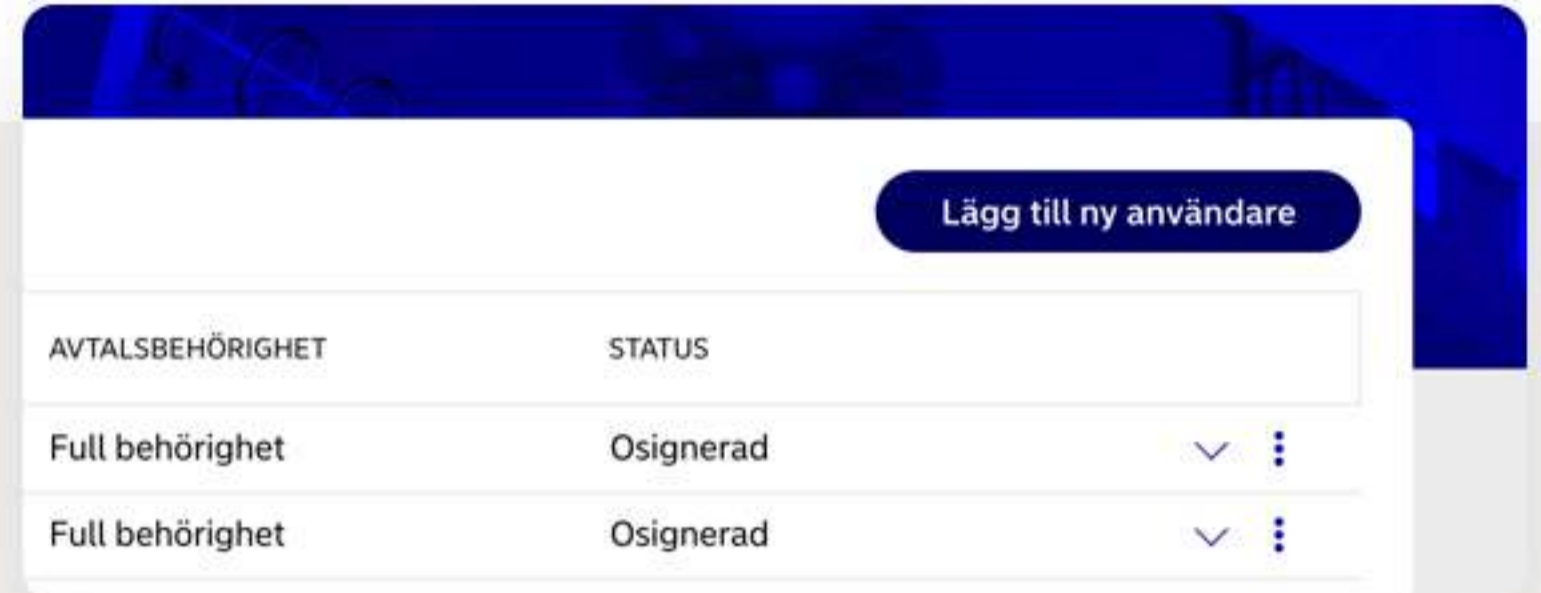 Lägg till ny användare
AVTALSBEHÖRIGHET STATUS
Full behörighet Osignerad
Full behörighet Osignerad